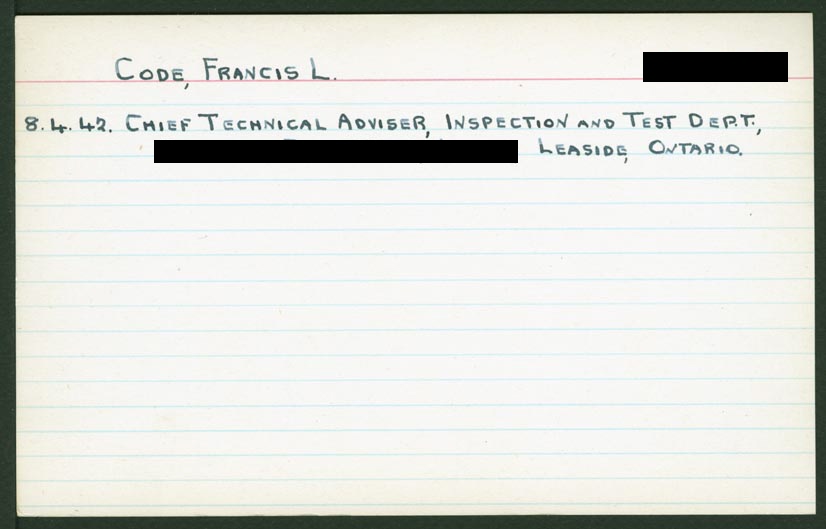 CODE, FRANCIS L.
8.4.42. CHIEF TECHNICAL ADVISER, INSPECTION AND TEST DEPT.,
LEASIDE, ONTARIO.